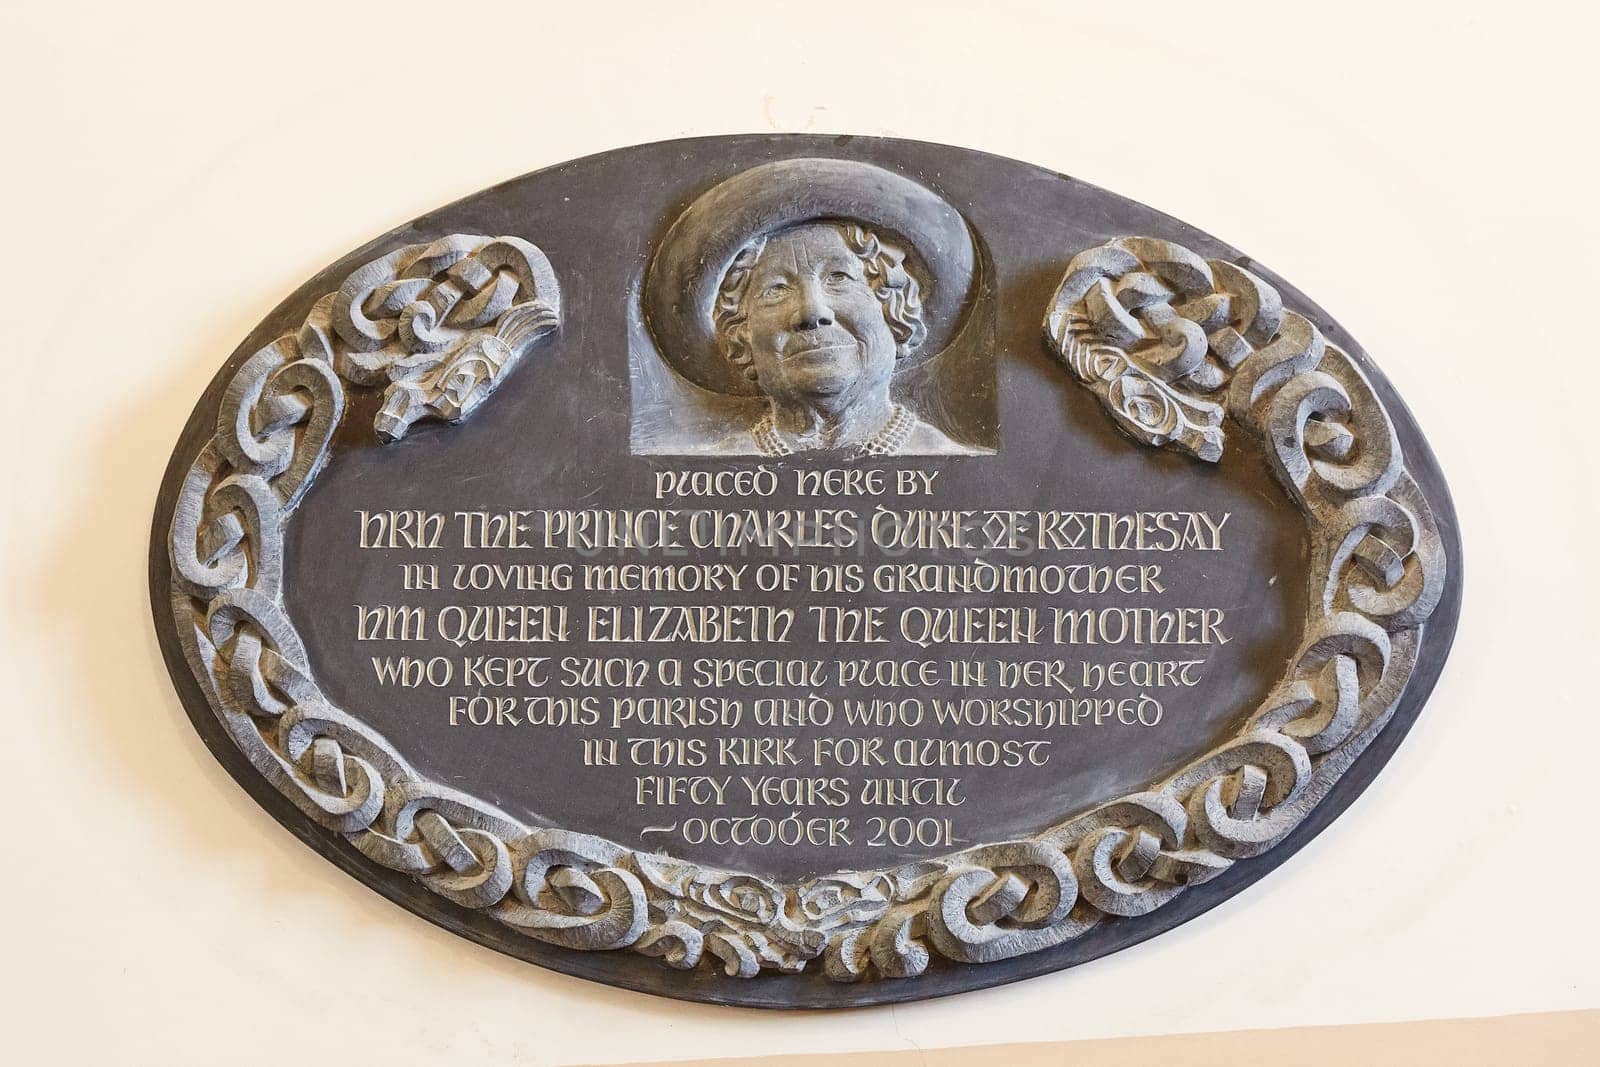 PLACED HERE BY
HRH THE PRINCE CHARLES DUKE OF ROTHESAY
IN LOVING MEMORY OF HIS GRANDMOTHER
HM QUEEN ELIZABETH THE QUEEN MOTHER
WHO KEPT SUCH A SPECIAL PLACE IN HER HEART
FOR THIS PARISH AND WHO WORSHIPPED
IN THIS KIRK FOR ALMOST
FIFTY YEARS UNTIL
~OCTOBER 2001